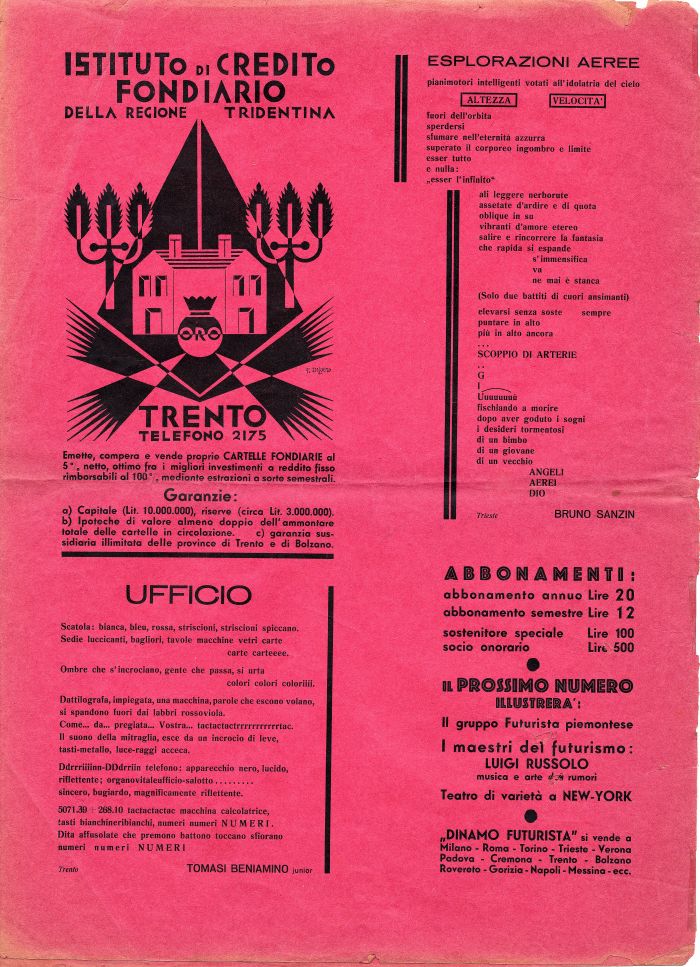 ISTITUTO DI CREDITO
FONDIARIO
DELLA REGIONE TRIDENTINA
ORO
TRENTO
TELEFONO 2175
Emette, compera e vende proprie CARTELLE FONDIARIE al
5°, netto, ottimo fra i migliori investimenti a reddito fisso
rimborsabili al 100°, mediante estrazioni a sorte semestrali.
Garanzie:
a) Capitale (Lit. 10.000.000), riserve (circa Lit. 3.000.000).
b) Ipoteche di valore almeno doppio dell'ammontare
totale delle cartelle in circolazione. c) garanzia sus-
sidiaria illimitata delle province di Trento e di Bolzano.
UFFICIO
Scatola: bianca, bleu, rossa, striscioni, striscioni spiccano.
Sedie luccicanti, bagliori, tavole macchine vetri carte
carte carteeee.
Ombre che s'incrociano, gente che passa, si urta
colori colori coloriiii.
Dattilografa, impiegata, una macchina, parole che escono volano,
si spandono fuori dai labbri rossoviola.
Come... da... pregiata... Vostra... tactactactrrrrrrrrrrrtac.
Il suono della mitraglia, esce da un incrocio di leve,
tasti-metallo, luce-raggi acceca.
Ddrrriiiinn-DDdrriin telefono: apparecchio nero, lucido,
riflettente; organovitaleufficio-salotto.........
sincero, bugiardo, magnificamente riflettente.
5071.39 + 268.10 tactactactac macchina calcolatrice,
tasti bianchineribianchi, numeri numeri NUMERI.
Dita affusolate che premono battono toccano sfiorano
numeri numeri NUMERI
Trento TOMASI BENIAMINO junior
ESPLORAZIONI AEREE
pianimotori intelligenti votati all'idolatria del cielo
ALTEZZA VELOCITA'
fuori dell'orbita
sperdersi
sfumare nell'eternità azzurra
superato il corporeo ingombro e limite
esser tutto
e nulla:
„esser l'infinito“
ali leggere nerborute
assetate d'ardire e di quota
oblique in su
vibranti d'amore etereo
salire e rincorrere la fantasia
che rapida si espande
s'immensifica
va
ne mai è stanca
(Solo due battiti di cuori ansimanti)
elevarsi senza soste sempre
puntare in alto
più in alto ancora
...
SCOPPIO DI ARTERIE
..
G
I
Uuuuuuuù
fischiando a morire
dopo aver goduto i sogni
i desideri tormentosi
di un bimbo
di un giovane
di un vecchio
ANGELI
AEREI
DIO
Trieste BRUNO SANZIN
ABBONAMENTI:
abbonamento annuo Lire 20
abbonamento semestre Lire 12
sostenitore speciale Lire 100
socio onorario Lire 500
IL PROSSIMO NUMERO
ILLUSTRERA':
Il gruppo Futurista piemontese
I maestri del futurismo:
LUIGI RUSSOLO
musica e arte dei rumori
Teatro di varietà a NEW-YORK
„DINAMO FUTURISTA" si vende a
Milano - Roma - Torino - Trieste - Verona
Padova - Cremona - Trento - Bolzano
Rovereto - Gorizia - Napoli - Messina - ecc.